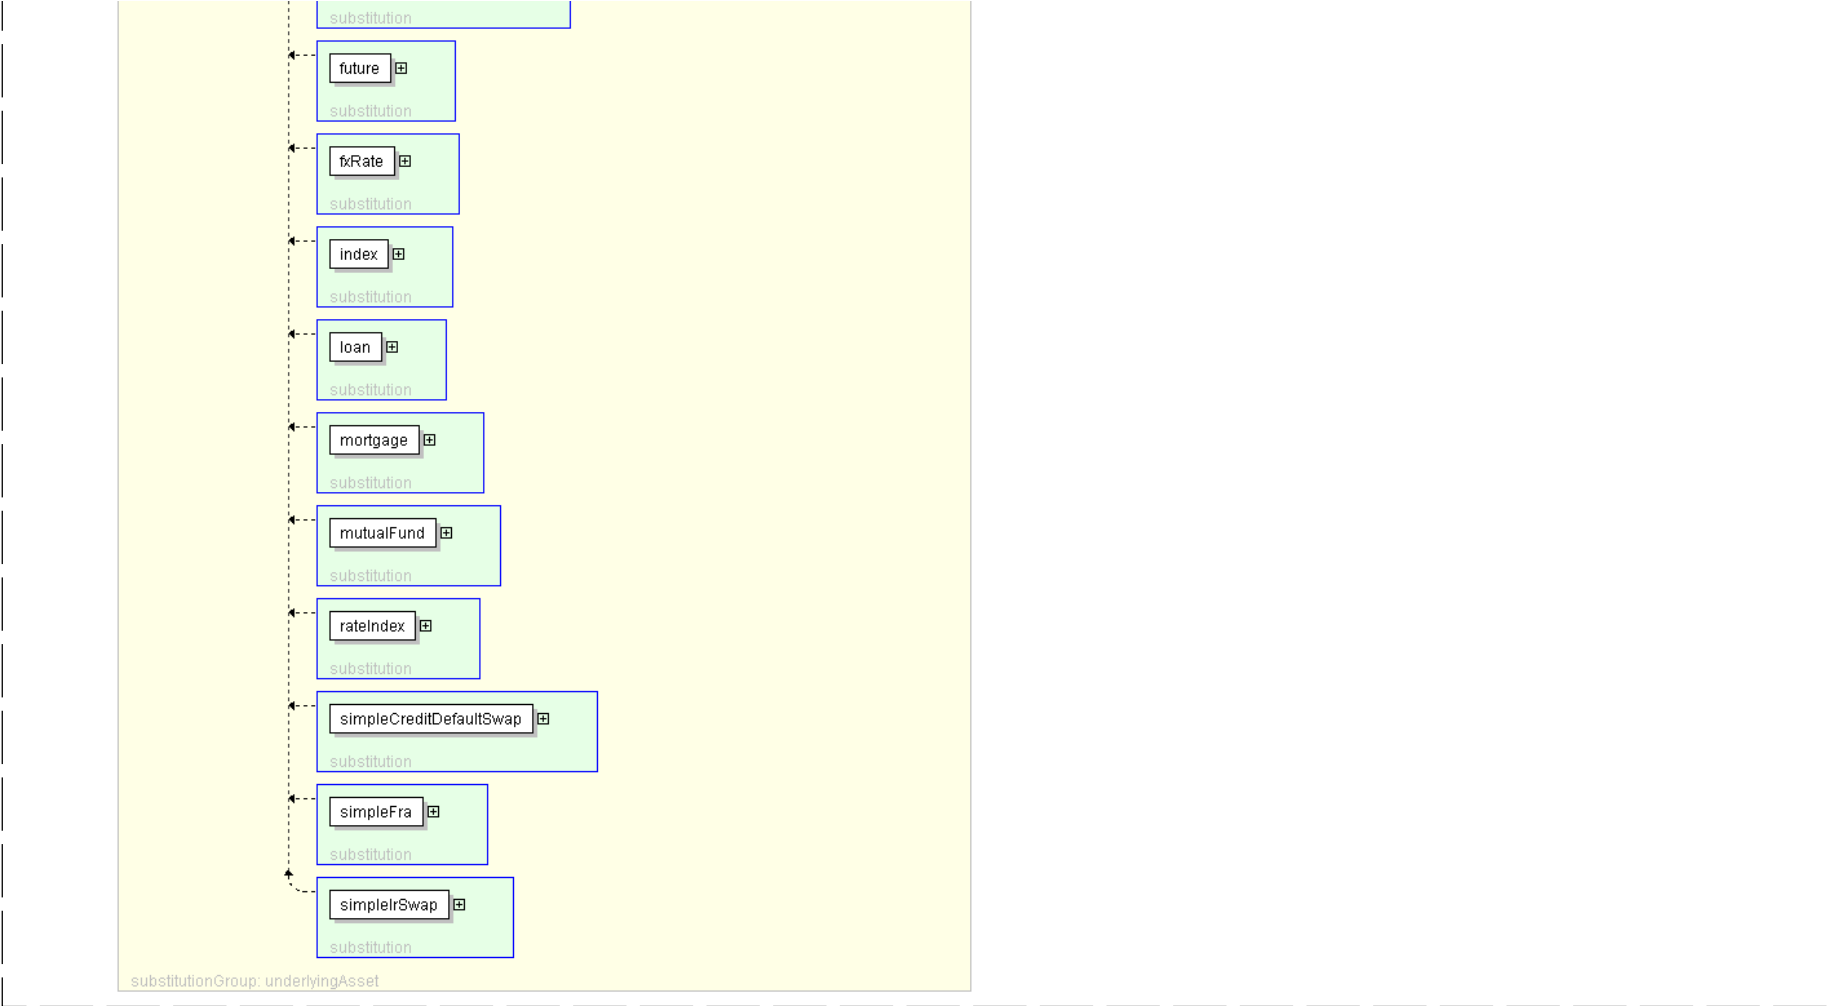 substitution
future
substitution
fxRate
substitution
index
substitution
loan
substitution
mortgage
substitution
mutualFund
substitution
rateIndex
substitution
simpleCreditDefaultSwap
substitution
simpleFra
substitution
simpleIrSwap
substitution
substitutionGroup: underlyingAsset